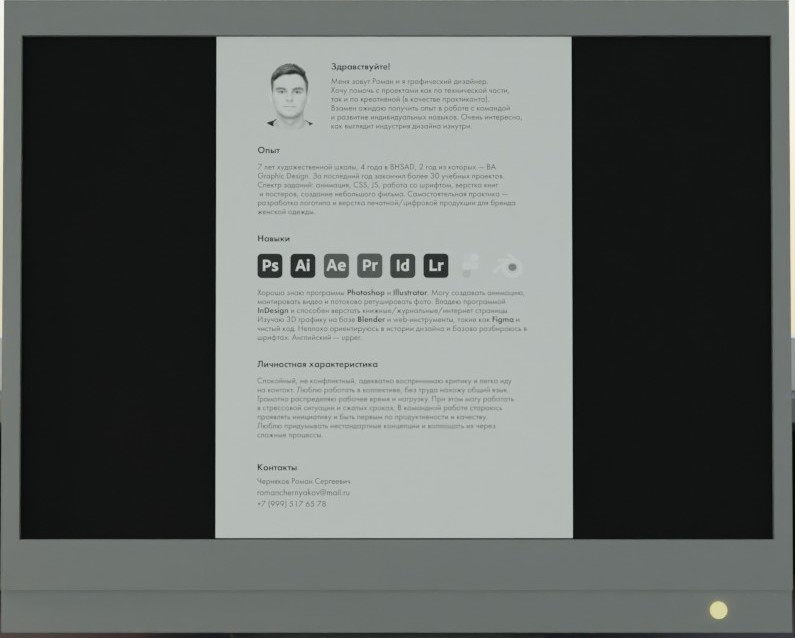 Здравствуйте!
Меня зовут Роман и я графический дизайнер.
Хочу помочь с проектами как по технической части,
так и по креативной (в качестве практиканта).
Взамен ожидаю получить опыт в работе с командой
и развитие индивидуальных навыков. Очень интересно,
как выглядит индустрия дизайна изнутри.
Опыт
7 лет художественной школы, 4 года в BHSAD, 2 год из которых — BA
Graphic Design. За последний год закончил более 30 учебных проектов.
Спектр заданий: анимация, CSS, JS, работа со шрифтом, верстка книг
и постеров, создание небольшого фильма. Самостоятельная практика —
разработка логотипа и верстка печатной/цифровой продукции для бренда
женской одежды.
Навыки
Ps Ai Ae Pr Id Lr
Хорошо знаю программы Photoshop и Illustrator. Могу создавать анимацию,
монтировать видео и потоково ретушировать фото. Владею программой
InDesign и способен верстать книжные/журнальные/интернет страницы.
Изучаю 3D графику на базе Blender и web-инструменты, такие как Figma и
чистый код. Неплохо ориентируюсь в истории дизайна и базово разбираюсь в
шрифтах. Английский — upper.
Личностная характеристика
Спокойный, не конфликтный, адекватно воспринимаю критику и легко иду
на контакт. Люблю работать в коллективе, без труда нахожу общий язык.
Грамотно распределяю рабочее время и нагрузку. При этом могу работать
в стрессовой ситуации и сжатых сроках. В командной работе стараюсь
проявлять инициативу и быть первым по продуктивности и качеству.
Люблю придумывать нестандартные концепции и воплощать их через
сложные процессы.
Контакты
Черняков Роман Сергеевич
romanchernyakov@mail.ru
+7 (999) 517 65 78